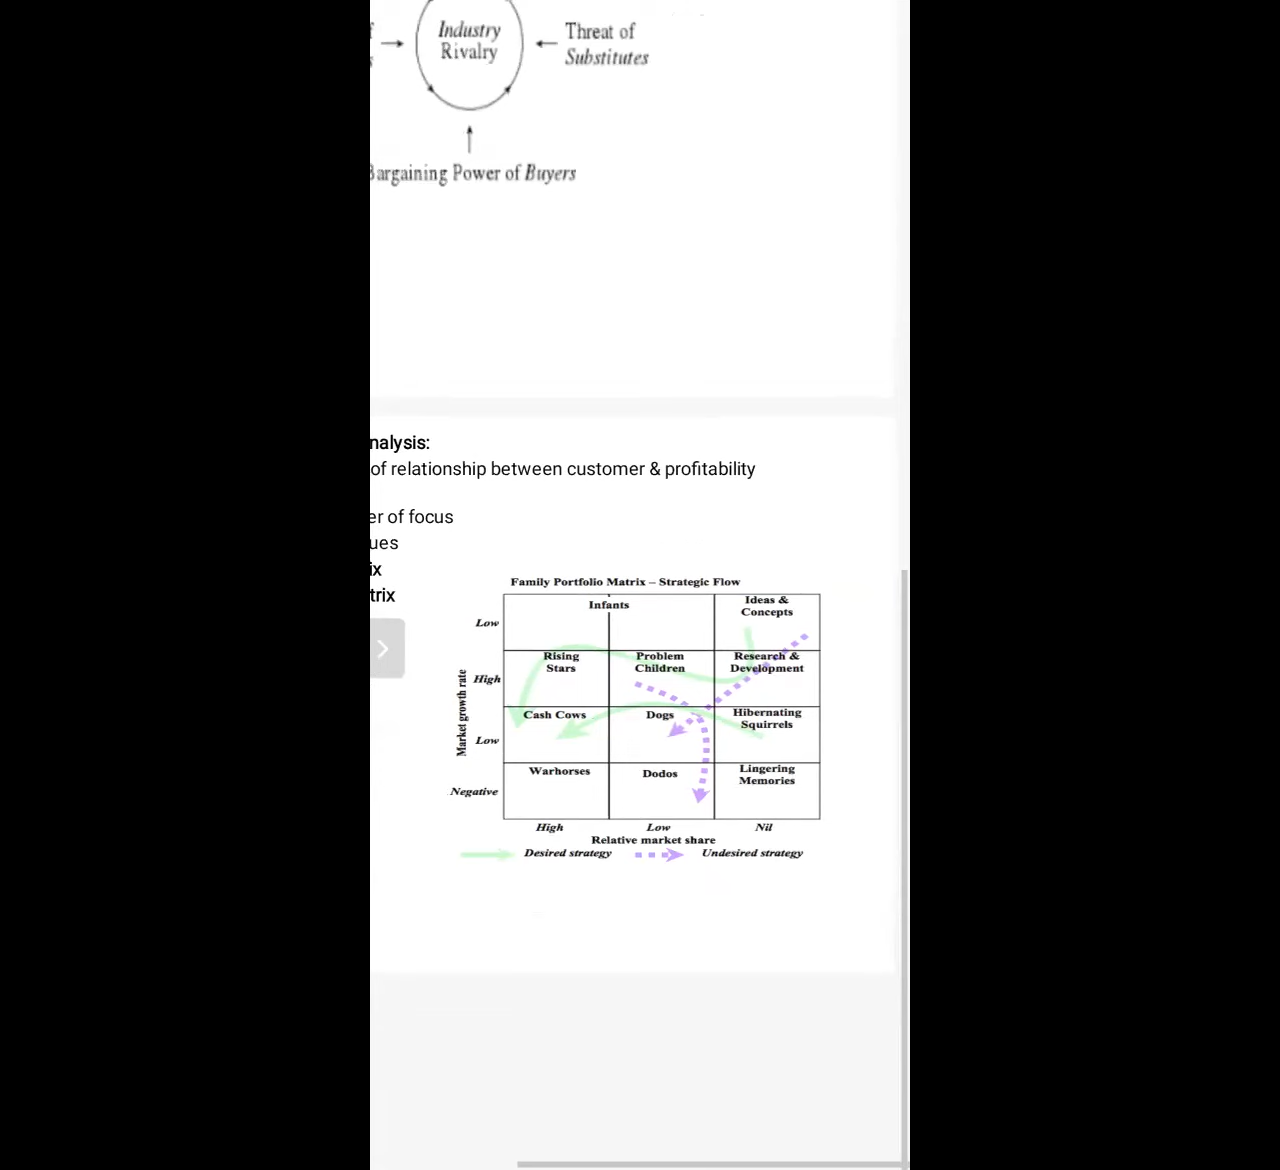 Industry
Rivalry
Threat of
Substitutes
Bargaining Power of Buyers
nalysis:
of relationship between customer & profitability
er of focus
ues
ix
trix
Family Portfolio Matrix – Strategic Flow
Infants
Ideas &
Concepts
Low
Rising
Stars
Problem
Children
Research &
Development
High
Market growth rate
Cash Cows
Dogs
Hibernating
Squirrels
Low
Warhorses
Dodos
Lingering
Memories
Negative
High
Low
Nil
Relative market share
Desired strategy
Undesired strategy